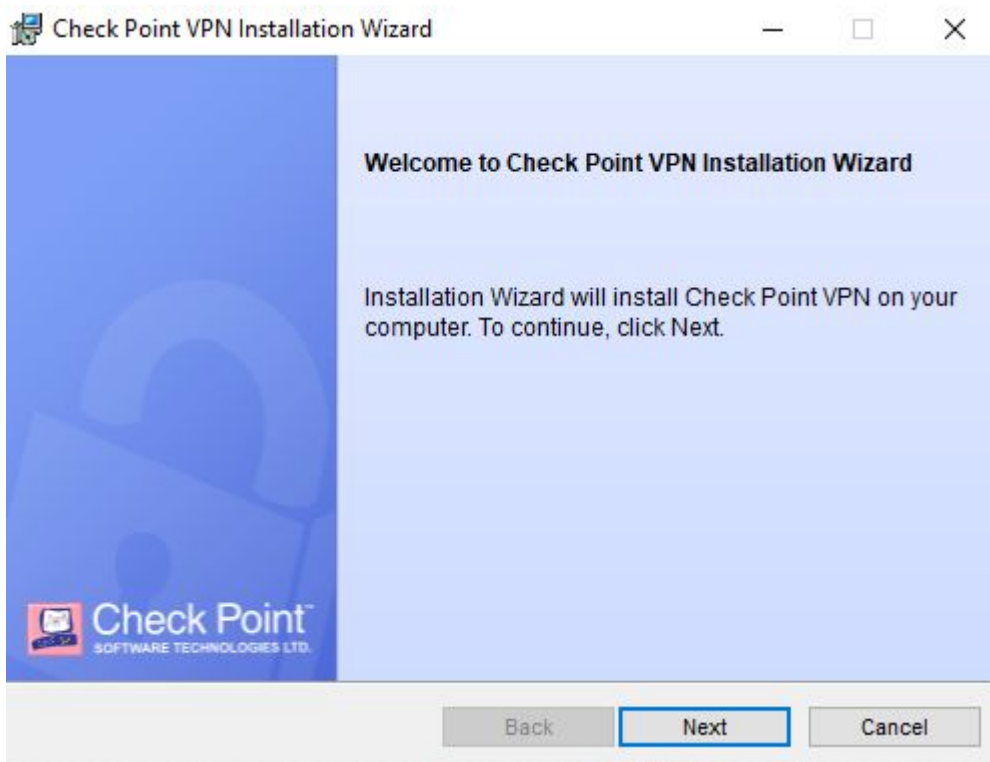 Check Point VPN Installation Wizard
Welcome to Check Point VPN Installation Wizard
Installation Wizard will install Check Point VPN on your
computer. To continue, click Next.
Check Point™
SOFTWARE TECHNOLOGIES LTD.
Back
Next
Cancel